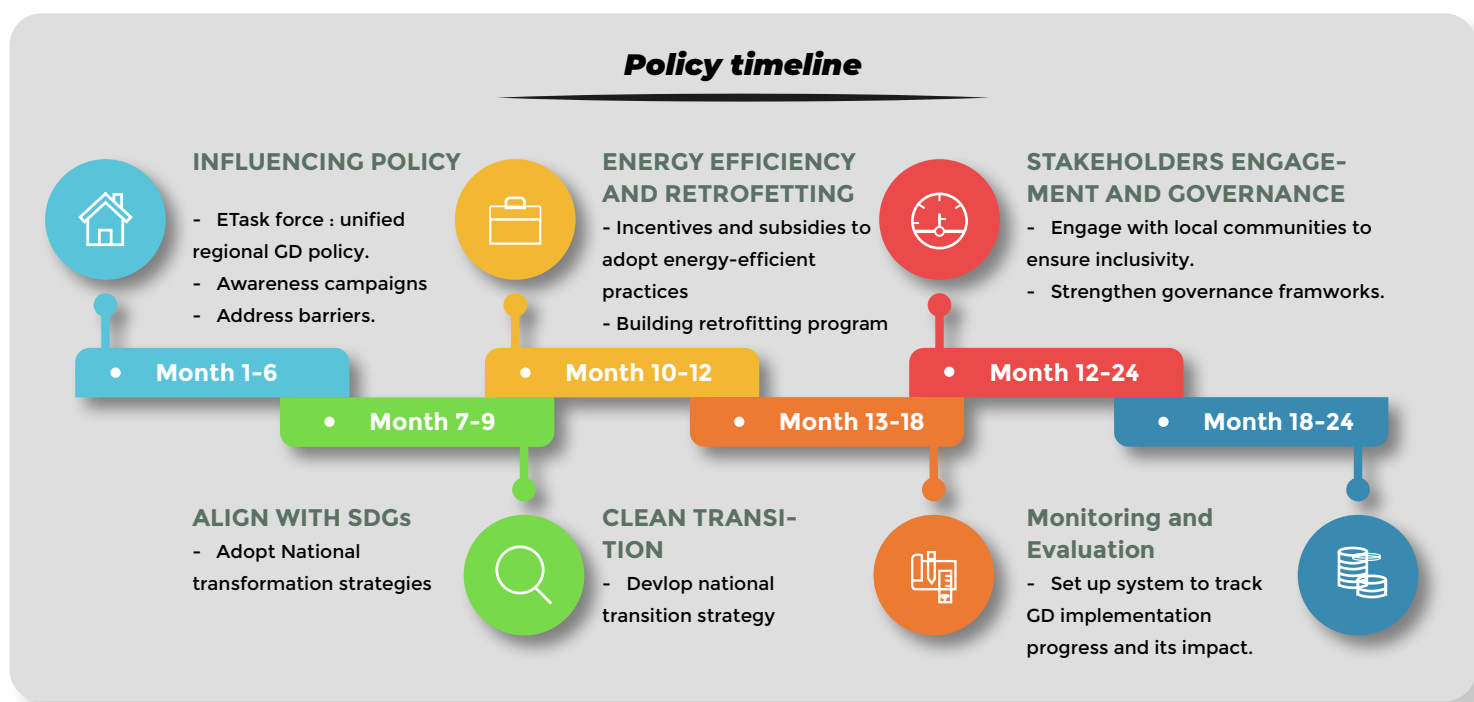 Policy timeline
INFLUENCING POLICY
- ETask force : unified
regional GD policy.
- Awareness campaigns
- Address barriers.
ENERGY EFFICIENCY
AND RETROFETTING
- Incentives and subsidies to
adopt energy-efficient
practices
- Building retrofitting program
STAKEHOLDERS ENGAGE-
MENT AND GOVERNANCE
- Engage with local communities to
ensure inclusivity.
- Strengthen governance framworks.
• Month 1-6
• Month 10-12
• Month 12-24
• Month 7-9
• Month 13-18
• Month 18-24
ALIGN WITH SDGs
- Adopt National
transformation strategies
CLEAN TRANSI-
TION
- Devlop national
transition strategy
Monitoring and
Evaluation
- Set up system to track
GD implementation
progress and its impact.